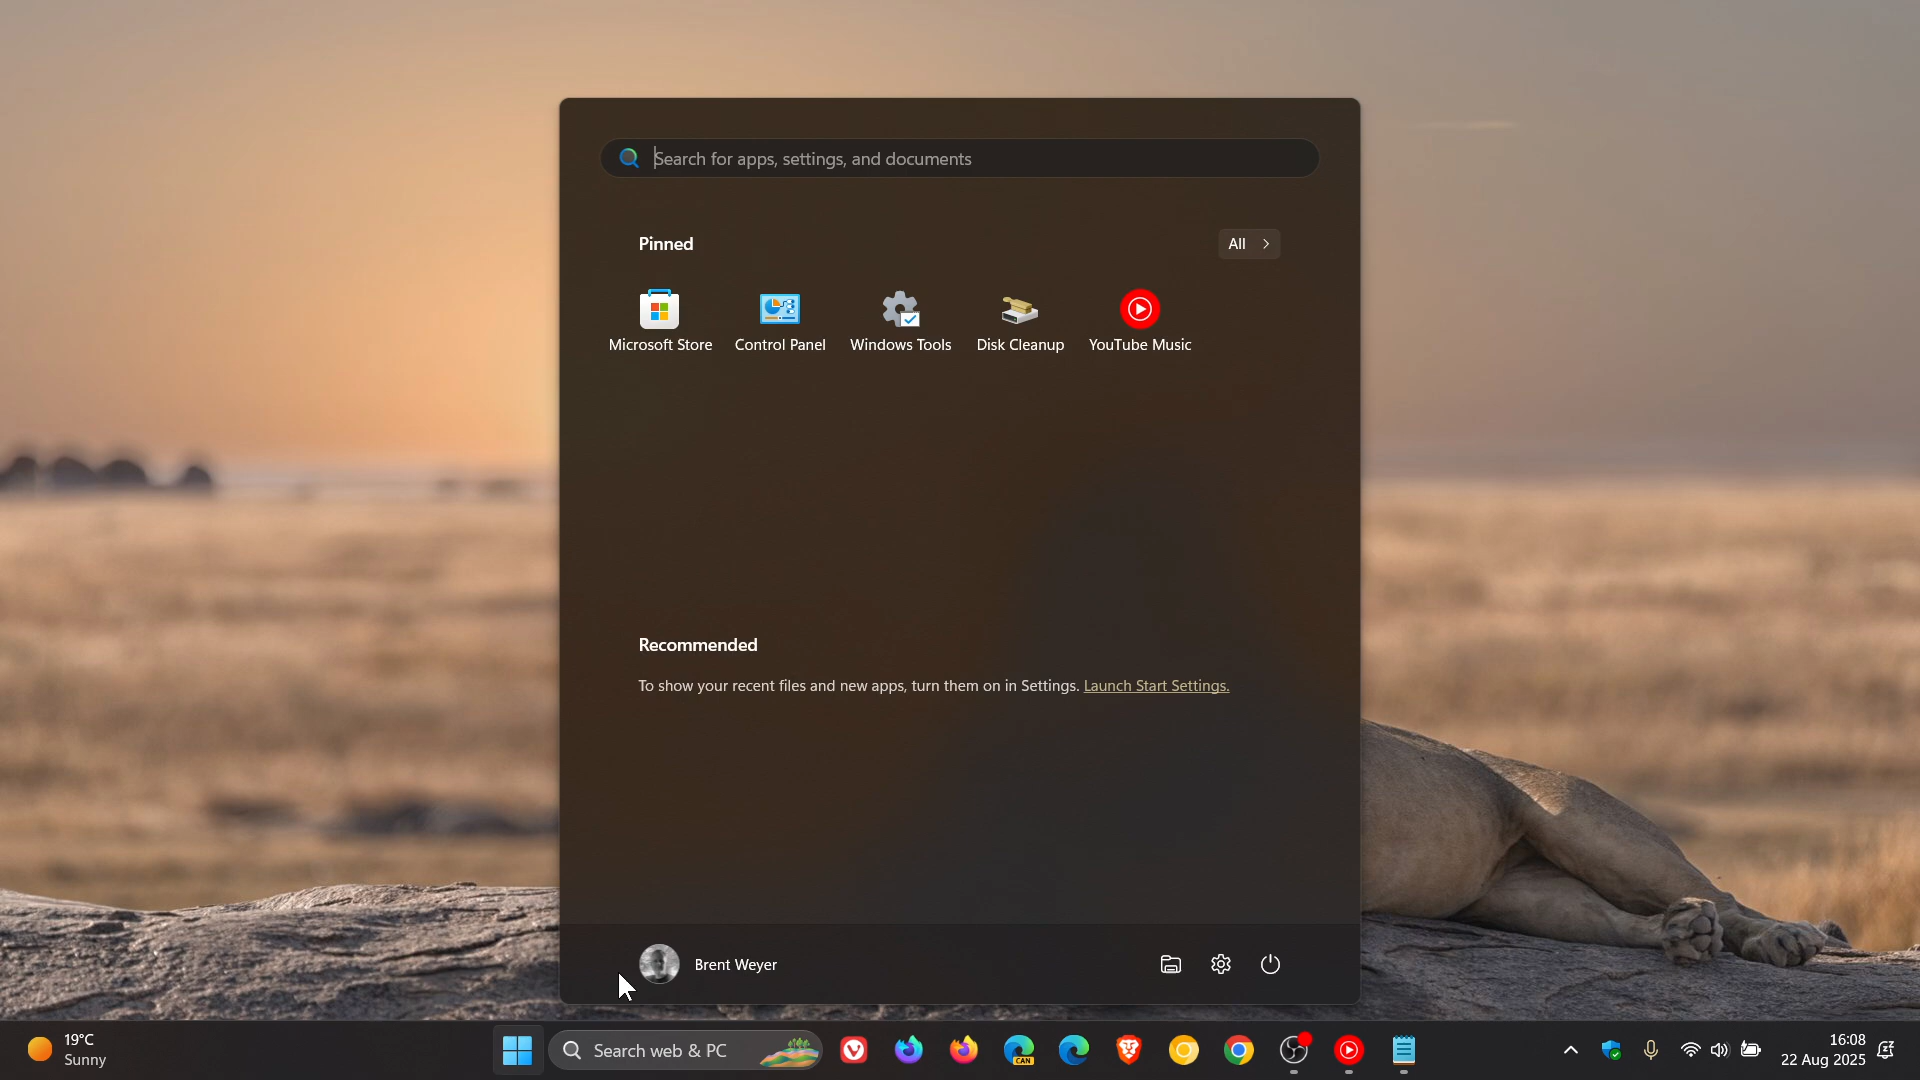 Search for apps, settings, and documents
Pinned
All
Microsoft Store
Control Panel
Windows Tools
Disk Cleanup
YouTube Music
Recommended
To show your recent files and new apps, turn them on in Settings. Launch Start Settings.
Brent Weyer
19°C
Sunny
Search web & PC
CAN
16:08
22 Aug 2025